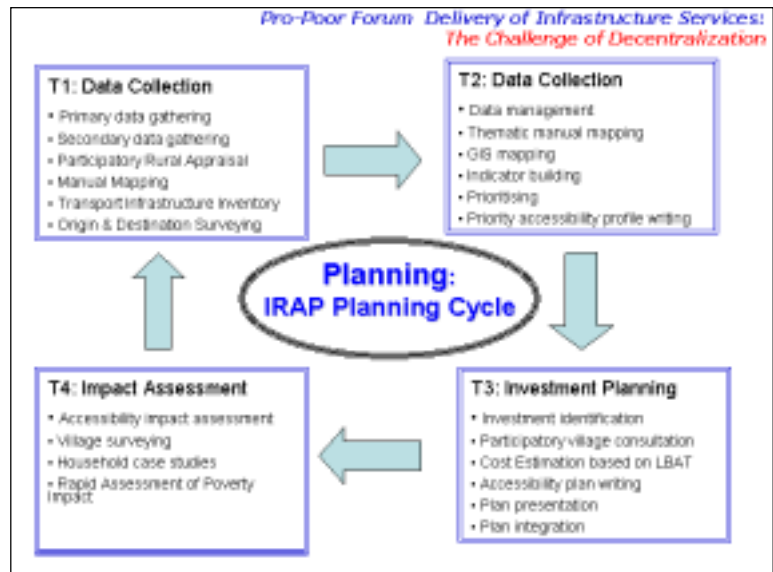 Pro-Poor Forum Delivery of Infrastructure Services:
The Challenge of Decentralization
T1: Data Collection
• Primary data gathering
• Secondary data gathering
• Participatory Rural Appraisal
• Manual Mapping
• Transport Infrastructure Inventory
• Origin & Destination Surveying
T2: Data Collection
• Data management
• Thematic manual mapping
• GIS mapping
• Indicator building
• Prioritising
• Priority accessibility profile writing
Planning:
IRAP Planning Cycle
T3: Investment Planning
• Investment identification
• Participatory village consultation
• Cost Estimation based on LBAT
• Accessibility plan writing
• Plan presentation
• Plan integration
T4: Impact Assessment
• Accessibility impact assessment
• Village surveying
• Household case studies
• Rapid Assessment of Poverty
Impact